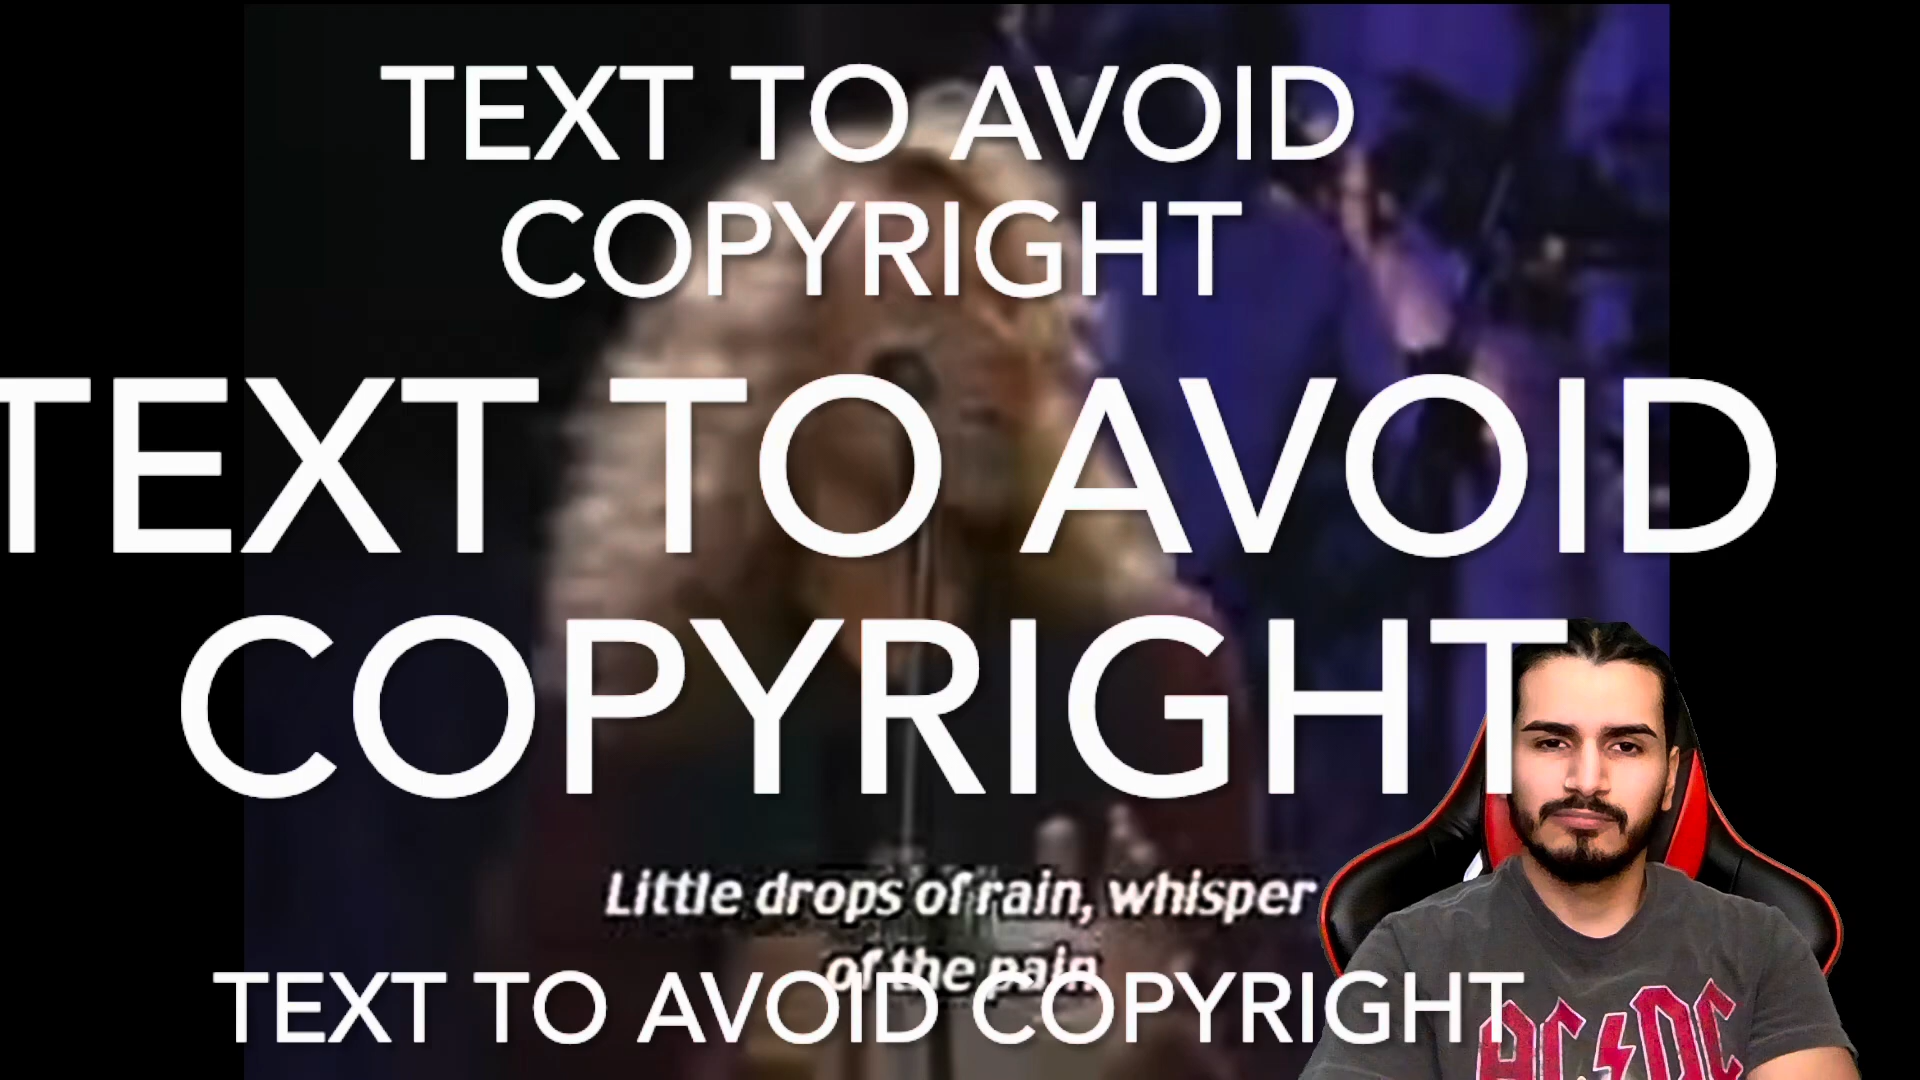 TEXT TO AVOID
COPYRIGHT
TEXT TO AVOID
COPYRIGHT
Little drops of rain, whisper
of the pain
TEXT TO AVOID COPYRIGHT
AC DC